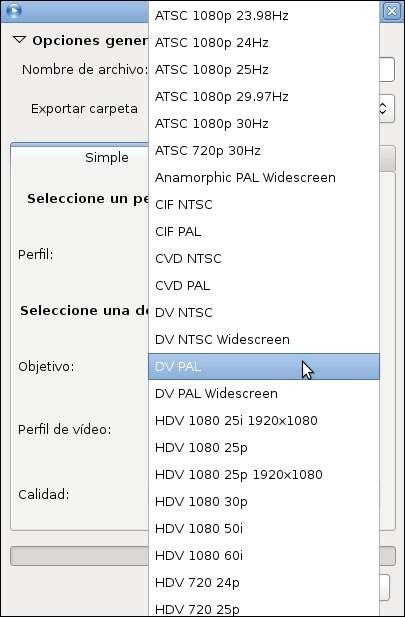 Opciones gener
Nombre de archivo:
Exportar carpeta
Simple
Seleccione un pe
Perfil:
Seleccione una de
Objetivo:
Perfil de vídeo:
Calidad:
ATSC 1080p 23.98Hz
ATSC 1080p 24Hz
ATSC 1080p 25Hz
ATSC 1080p 29.97Hz
ATSC 1080p 30Hz
ATSC 720p 30Hz
Anamorphic PAL Widescreen
CIF NTSC
CIF PAL
CVD NTSC
CVD PAL
DV NTSC
DV NTSC Widescreen
DV PAL
DV PAL Widescreen
HDV 1080 25i 1920x1080
HDV 1080 25p
HDV 1080 25p 1920x1080
HDV 1080 30p
HDV 1080 50i
HDV 1080 60i
HDV 720 24p
HDV 720 25p